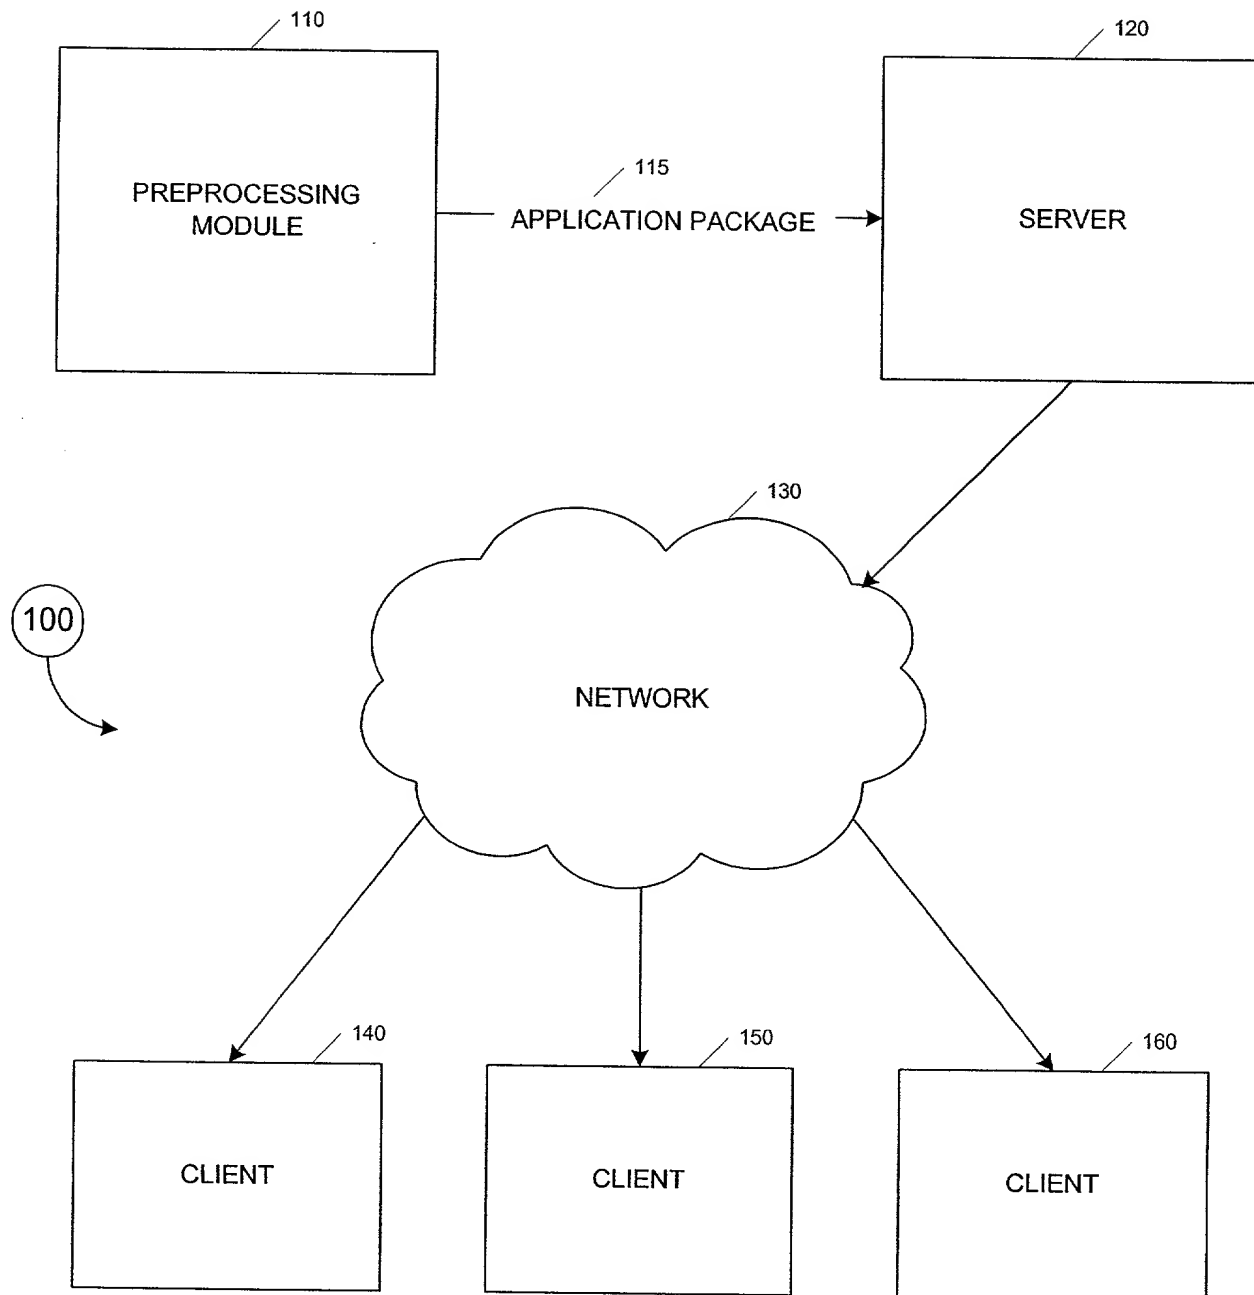 110
120
115
PREPROCESSING
MODULE
APPLICATION PACKAGE
SERVER
130
100
NETWORK
140
150
160
CLIENT
CLIENT
CLIENT